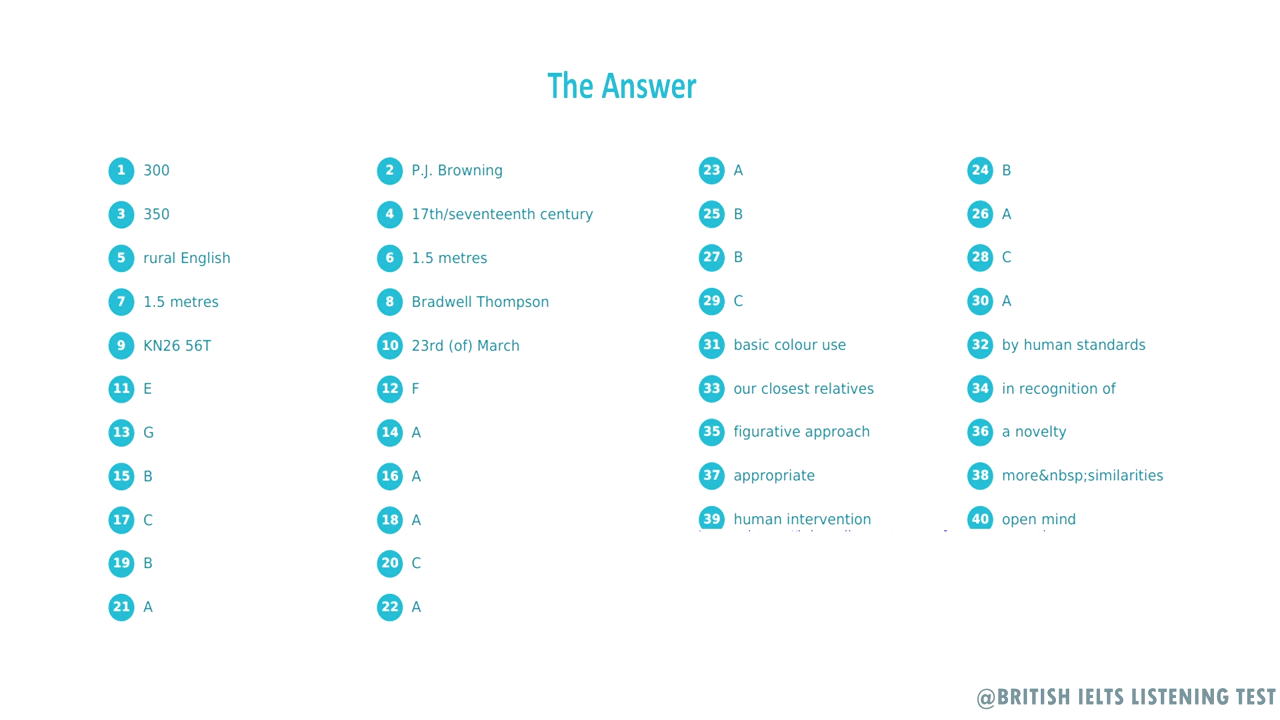 The Answer
1 300 2 P.J. Browning
3 350 4 17th/seventeenth century
5 rural English 6 1.5 metres
7 1.5 metres 8 Bradwell Thompson
9 KN26 56T 10 23rd (of) March
11 E 12 F
13 G 14 A
15 B 16 A
17 C 18 A
19 B 20 C
21 A 22 A
23 A 24 B
25 B 26 A
27 B 28 C
29 C 30 A
31 basic colour use 32 by human standards
33 our closest relatives 34 in recognition of
35 figurative approach 36 a novelty
37 appropriate 38 more&nbsp;similarities
39 human intervention 40 open mind
@BRITISH IELTS LISTENING TEST